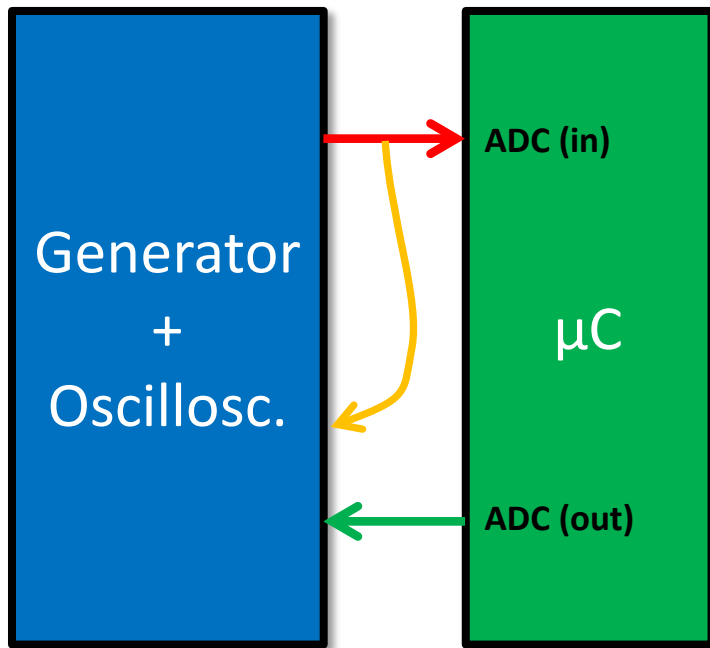 Generator
+
Oscillosc.
ADC (in)
μC
ADC (out)